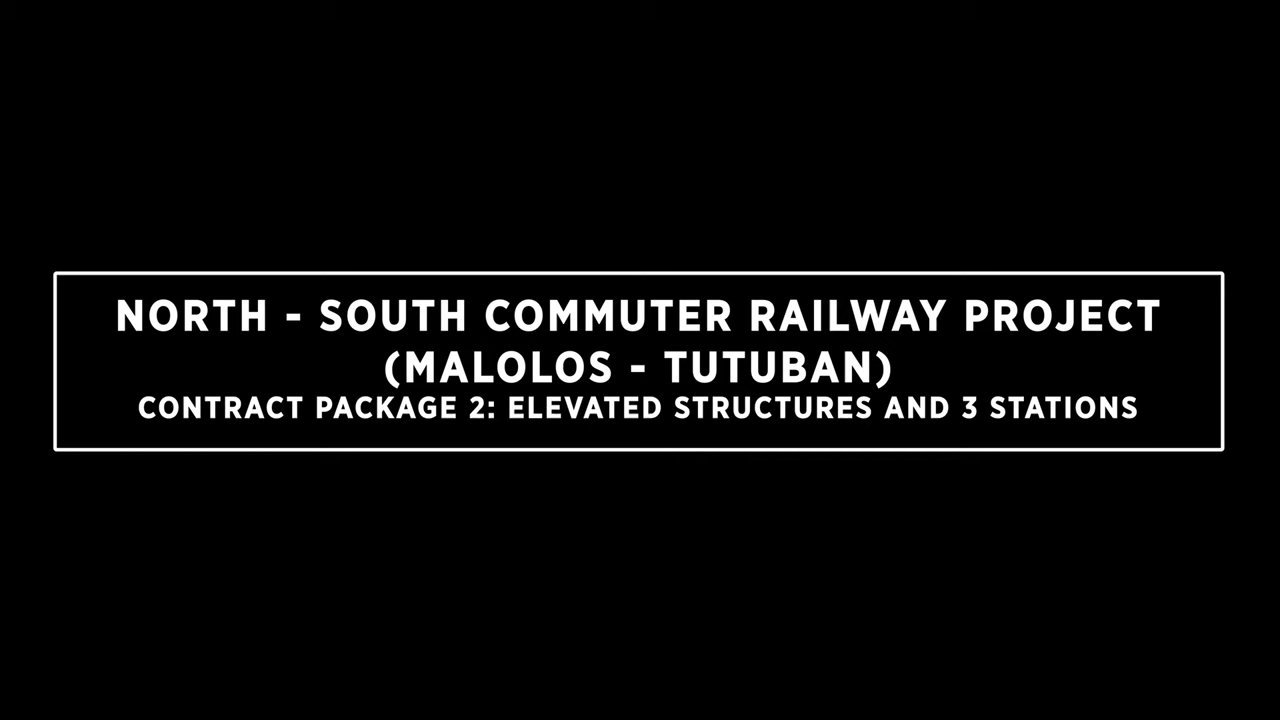 NORTH - SOUTH COMMUTER RAILWAY PROJECT
(MALOLOS - TUTUBAN)
CONTRACT PACKAGE 2: ELEVATED STRUCTURES AND 3 STATIONS